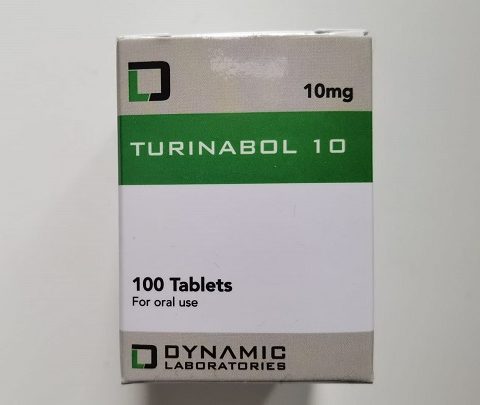 10mg
TURINABOL 10
100 Tablets
For oral use
DYNAMIC
LABORATORIES